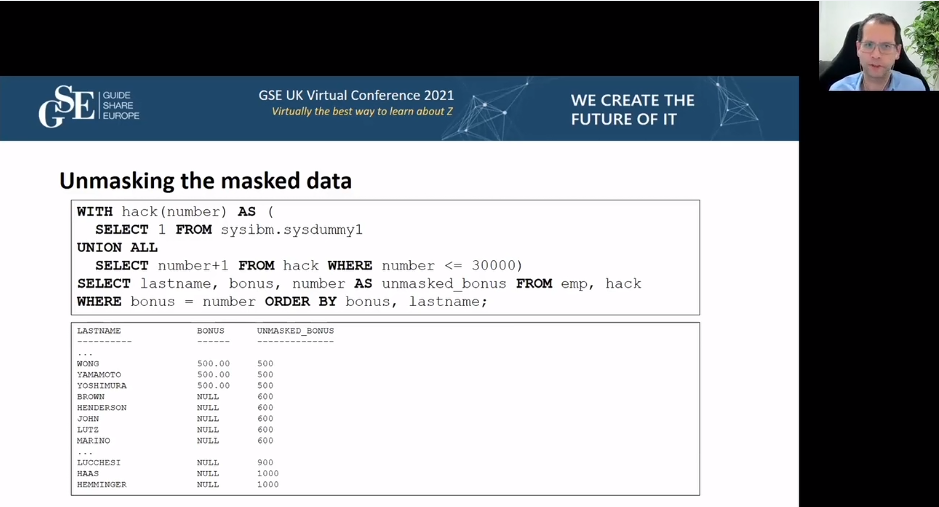 GSE
GUIDE
SHARE
EUROPE
GSE UK Virtual Conference 2021
Virtually the best way to learn about Z
WE CREATE THE
FUTURE OF IT
Unmasking the masked data
WITH hack(number) AS (
SELECT 1 FROM sysibm.sysdummy1
UNION ALL
SELECT number+1 FROM hack WHERE number <= 30000)
SELECT lastname, bonus, number AS unmasked_bonus FROM emp, hack
WHERE bonus = number ORDER BY bonus, lastname;
LASTNAME BONUS UNMASKED_BONUS
---------- ------ --------------
...
WONG 500.00 500
YAMAMOTO 500.00 500
YOSHIMURA 500.00 500
BROWN NULL 600
HENDERSON NULL 600
JOHN NULL 600
LUTZ NULL 600
MARINO NULL 600
...
LUCCHESI NULL 900
HAAS NULL 1000
HEMMINGER NULL 1000